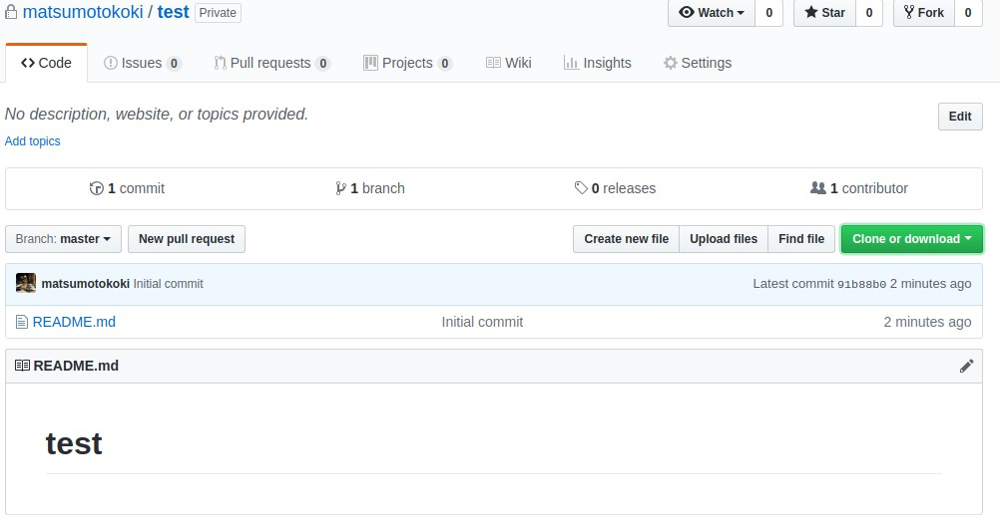 matsumotokoki / test Private Watch 0 Star 0 Fork 0
Code Issues 0 Pull requests 0 Projects 0 Wiki Insights Settings
No description, website, or topics provided. Edit
Add topics
1 commit 1 branch 0 releases 1 contributor
Branch: master New pull request Create new file Upload files Find file Clone or download
matsumotokoki Initial commit Latest commit 91b88b0 2 minutes ago
README.md Initial commit 2 minutes ago
README.md
test